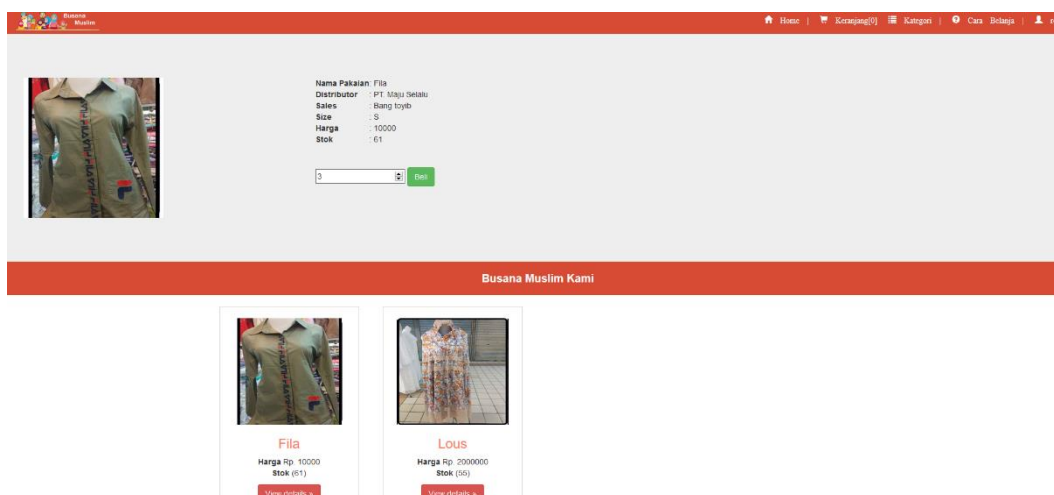 Busana
Muslim
Home | Keranjang[0] Kategori | Cara Belanja |
Nama Pakaian : Fila
Distributor : PT. Maju Selalu
Sales : Bang toyib
Size : S
Harga : 10000
Stok : 61
3 Beli
Busana Muslim Kami
FILA
Fila
Harga Rp. 10000
Stok (61)
View details »
Lous
Harga Rp. 2000000
Stok (55)
View details »